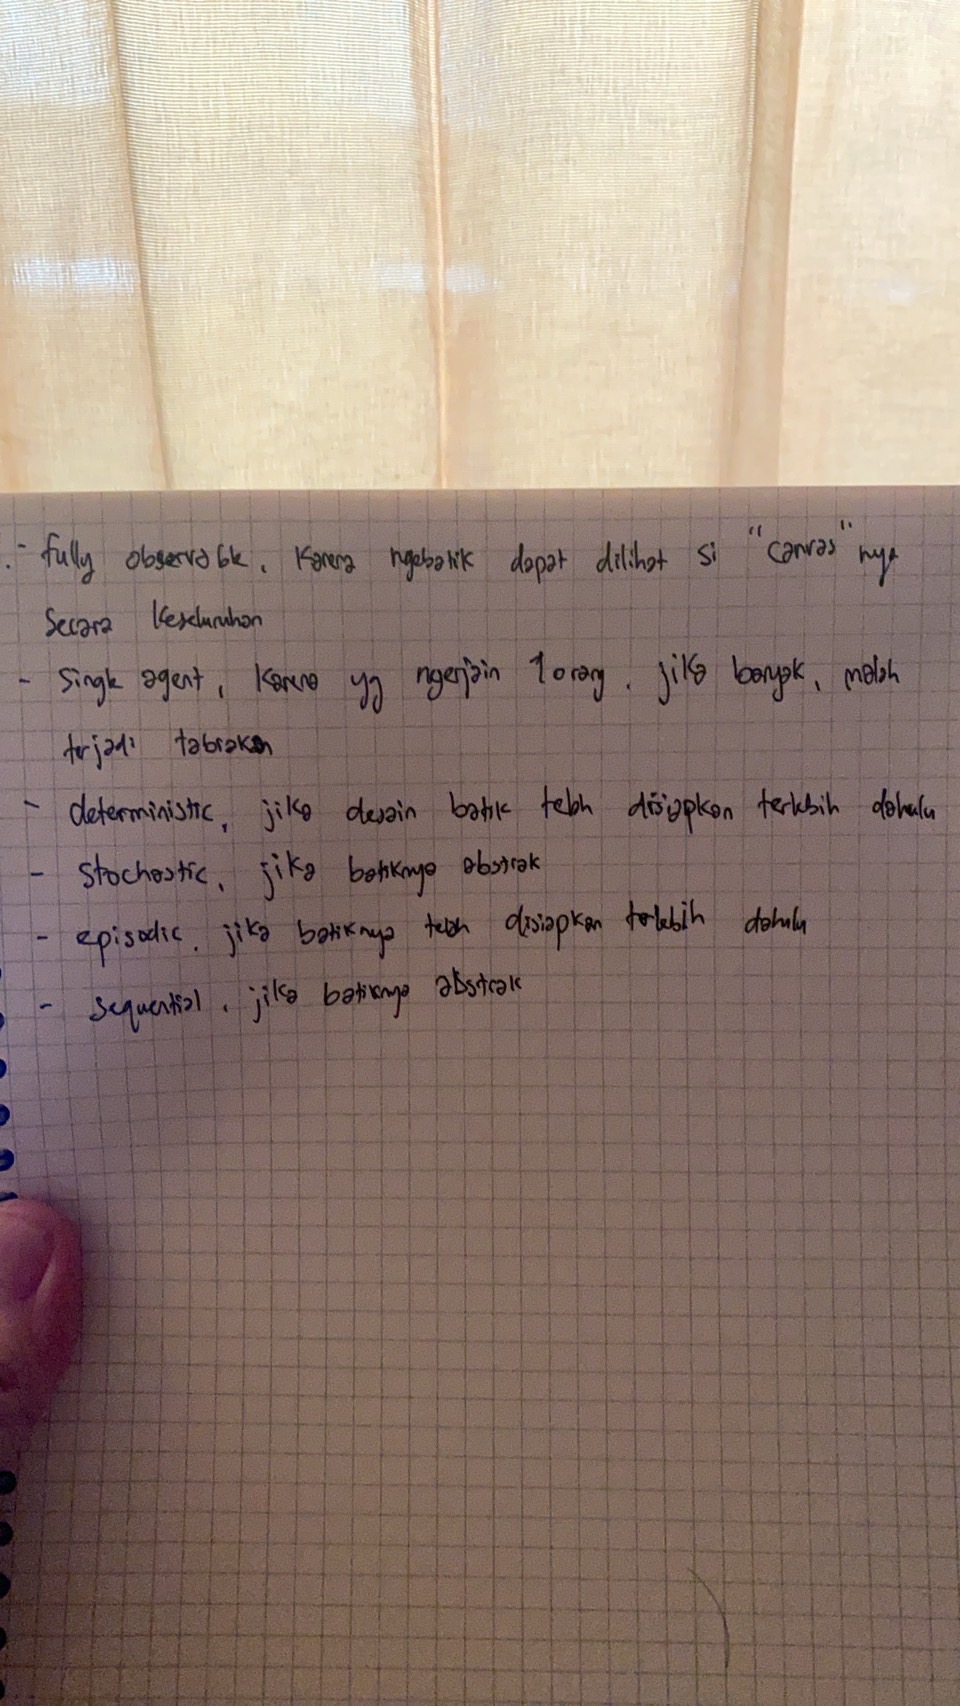 - fully observable, karena ngebatik dapat dilihat si "canvas" nya
secara keseluruhan
- single agent, karena yg ngerjain 1 orang. jika banyak, malah
terjadi tabrakan
- deterministic, jika desain batik telah disiapkan terlebih dahulu
- stochastic, jika batiknya abstrak
- episodic, jika batiknya telah disiapkan terlebih dahulu
- sequential, jika batiknya abstrak